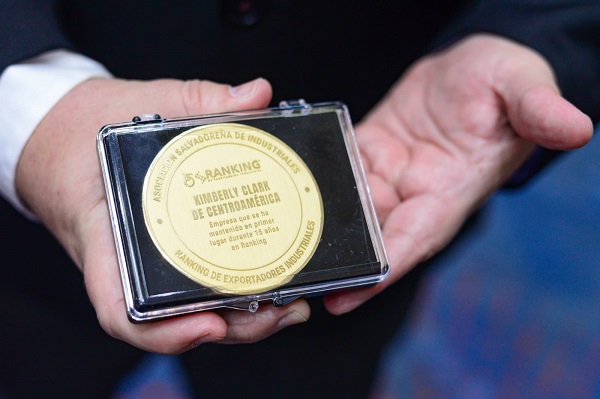 ASOCIACIÓN SALVADOREÑA DE INDUSTRIALES
RANKING
KIMBERLY CLARK
DE CENTROAMÉRICA
Empresa que se ha
mantenido en primer
lugar durante 15 años
en Ranking
RANKING DE EXPORTADORES INDUSTRIALES